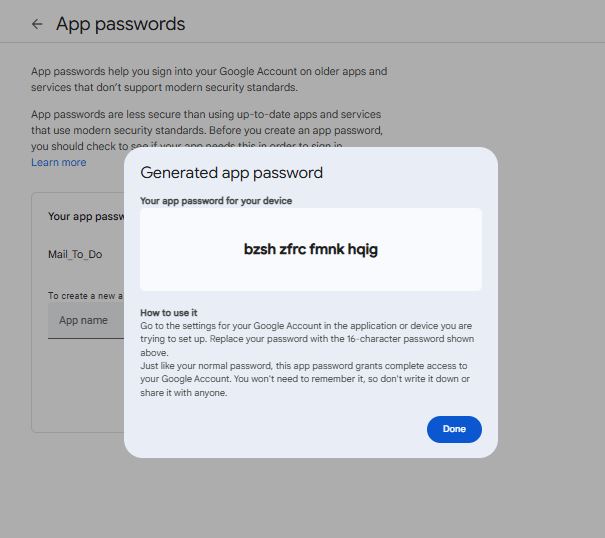 App passwords
App passwords help you sign into your Google Account on older apps and
services that don't support modern security standards.
App passwords are less secure than using up-to-date apps and services
that use modern security standards. Before you create an app password,
you should check to see if your app needs this in order to sign in.
Learn more
Your app passw
Mail_To_Do
To create a new a
App name
Generated app password
Your app password for your device
bzsh zfrc fmnk hqig
How to use it
Go to the settings for your Google Account in the application or device you are
trying to set up. Replace your password with the 16-character password shown
above.
Just like your normal password, this app password grants complete access to
your Google Account. You won't need to remember it, so don't write it down or
share it with anyone.
Done